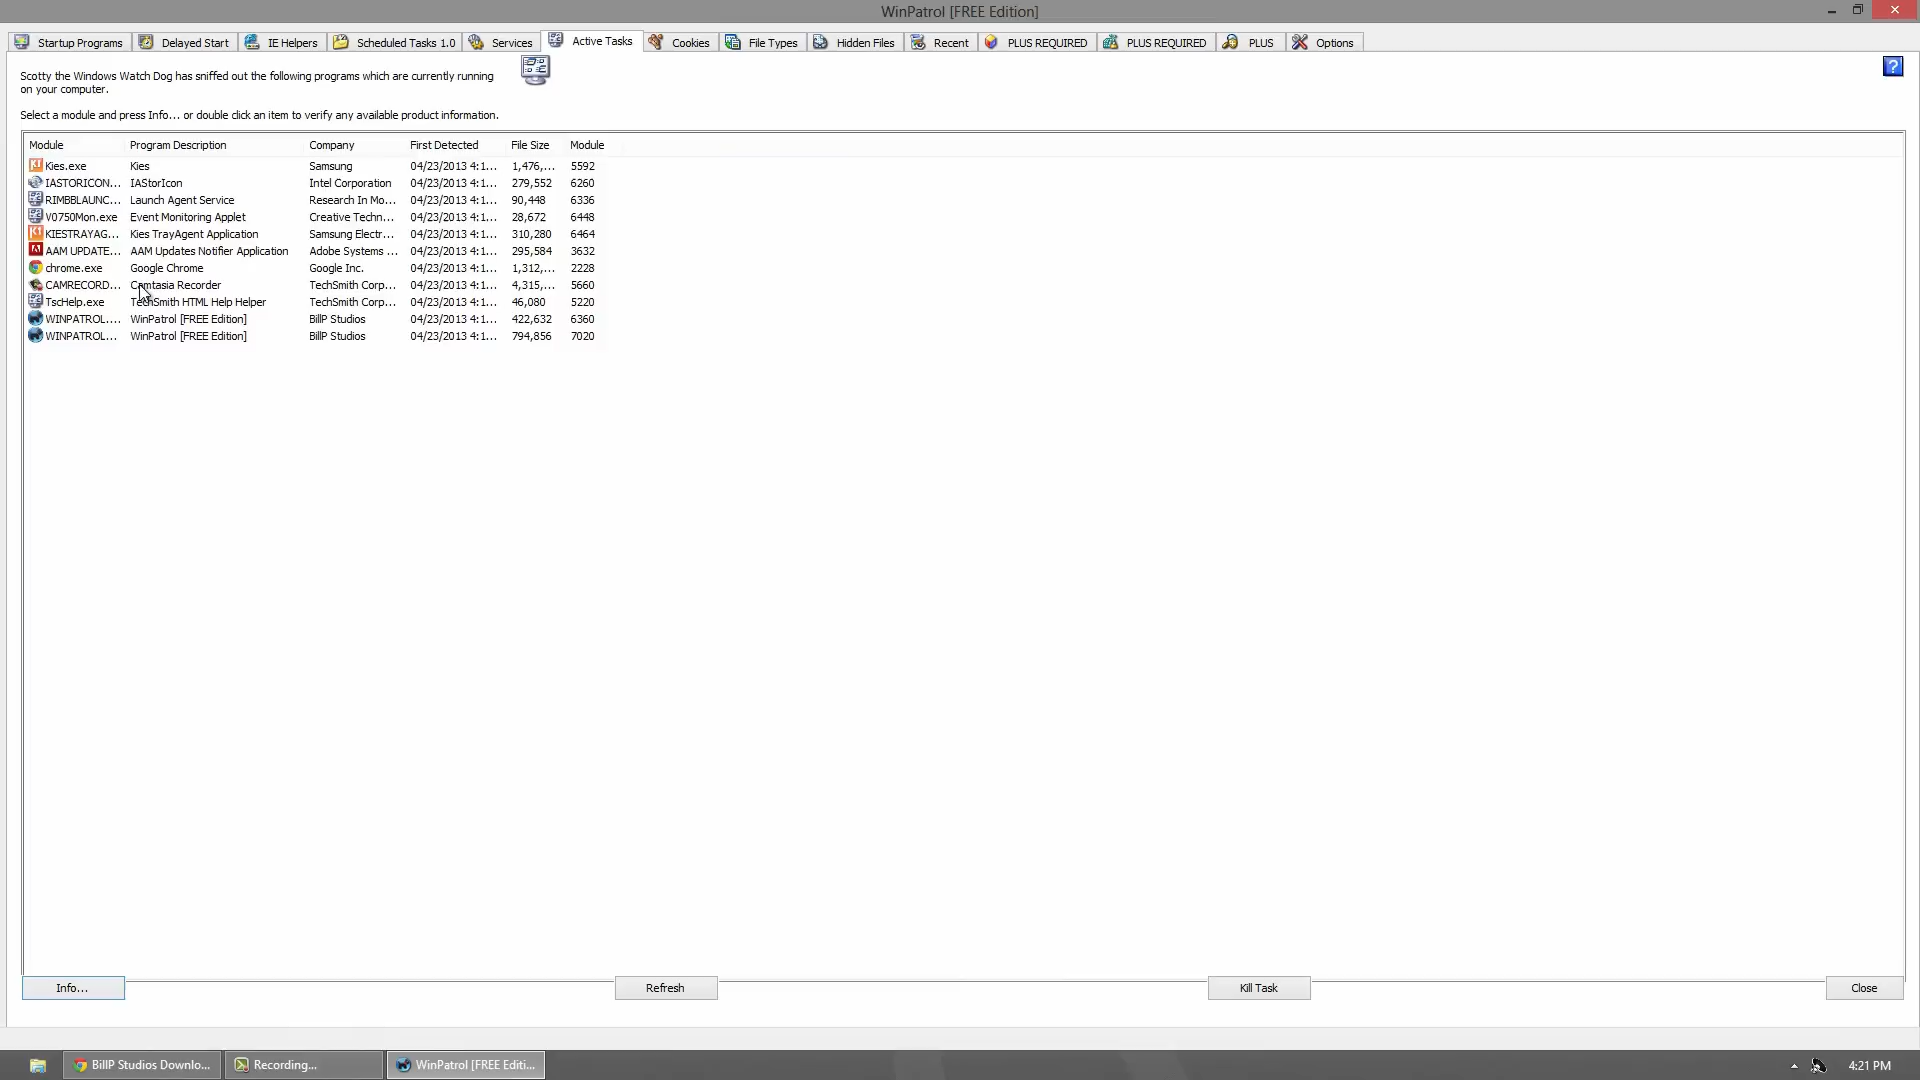 WinPatrol [FREE Edition]
Startup Programs Delayed Start IE Helpers Scheduled Tasks 1.0 Services Active Tasks Cookies File Types Hidden Files Recent PLUS REQUIRED PLUS REQUIRED PLUS Options
Scotty the Windows Watch Dog has sniffed out the following programs which are currently running
on your computer.
?
Select a module and press Info... or double click an item to verify any available product information.
Module Program Description Company First Detected File Size Module
Kies.exe Kies Samsung 04/23/2013 4:1... 1,476,... 5592
IASTORICON... IAStorIcon Intel Corporation 04/23/2013 4:1... 279,552 6260
RIMBBLAUNC... Launch Agent Service Research In Mo... 04/23/2013 4:1... 90,448 6336
V0750Mon.exe Event Monitoring Applet Creative Techn... 04/23/2013 4:1... 28,672 6448
KIESTRAYAG... Kies TrayAgent Application Samsung Electr... 04/23/2013 4:1... 310,280 6464
AAM UPDATE... AAM Updates Notifier Application Adobe Systems ... 04/23/2013 4:1... 295,584 3632
chrome.exe Google Chrome Google Inc. 04/23/2013 4:1... 1,312,... 2228
CAMRECORD... Camtasia Recorder TechSmith Corp... 04/23/2013 4:1... 4,315,... 5660
TscHelp.exe TechSmith HTML Help Helper TechSmith Corp... 04/23/2013 4:1... 46,080 5220
WINPATROL.... WinPatrol [FREE Edition] BillP Studios 04/23/2013 4:1... 422,632 6360
WINPATROL... WinPatrol [FREE Edition] BillP Studios 04/23/2013 4:1... 794,856 7020
Info... Refresh Kill Task Close
BillP Studios Downlo... Recording... WinPatrol [FREE Editi... 4:21 PM